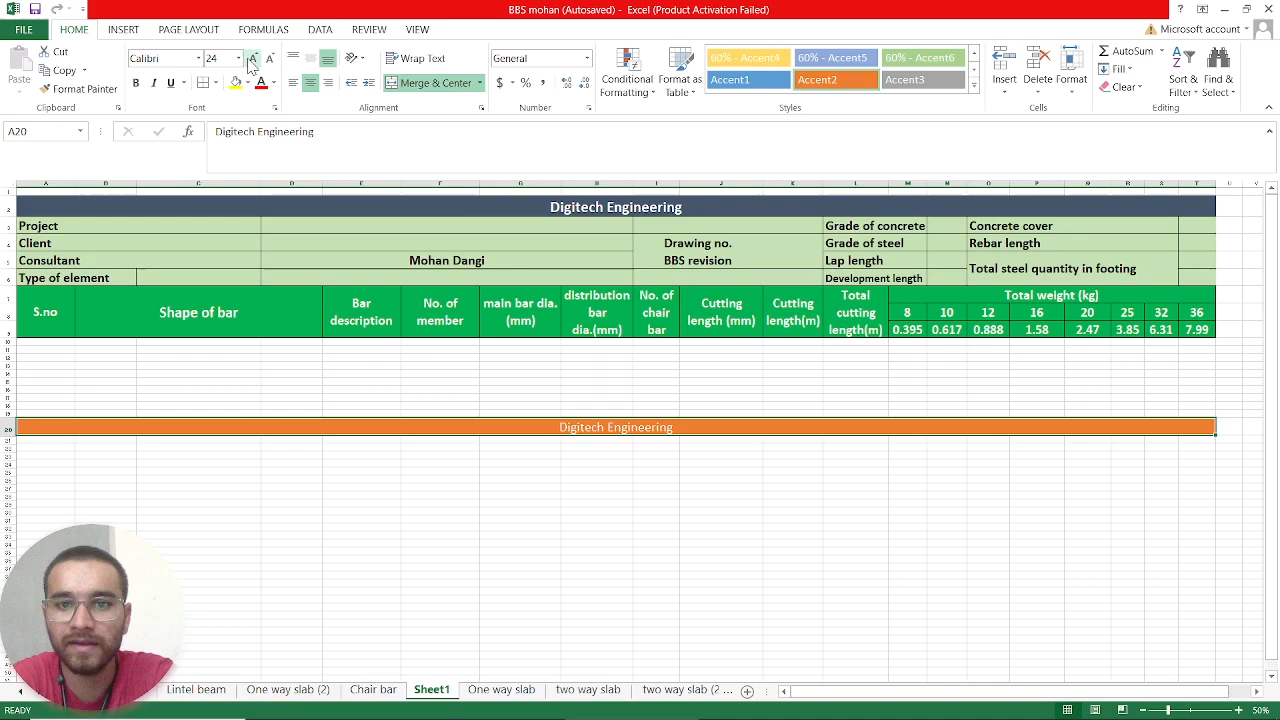 BBS mohan (Autosaved) - Excel (Product Activation Failed)
FILE HOME INSERT PAGE LAYOUT FORMULAS DATA REVIEW VIEW Microsoft account
Paste
Cut
Copy
Format Painter
Clipboard
24
B I U
Font
Wrap Text
Merge & Center
Alignment
General
$ % ,
Number
Conditional Formatting
Format as Table
60% - Accent4 60% - Accent5 60% - Accent6
Accent1 Accent2 Accent3
Styles
Insert Delete Format
Cells
AutoSum
Fill
Clear
Sort & Filter
Find & Select
Editing
A20 fx Digitech Engineering
A B C D E F G H I J K L M N O P Q R S T U V
Digitech Engineering
Project Grade of concrete Concrete cover
Client Drawing no. Grade of steel Rebar length
Consultant Mohan Dangi BBS revision Lap length Total steel quantity in footing
Type of element Development length
S.no
Shape of bar
Bar description
No. of member
main bar dia. (mm)
distribution bar dia.(mm)
No. of chair bar
Cutting length (mm)
Cutting length(m)
Total cutting length(m)
Total weight (kg)
8 10 12 16 20 25 32 36
0.395 0.617 0.888 1.58 2.47 3.85 6.31 7.99
Digitech Engineering
Lintel beam One way slab (2) Chair bar Sheet1 One way slab two way slab two way slab (2 ...
READY 50%